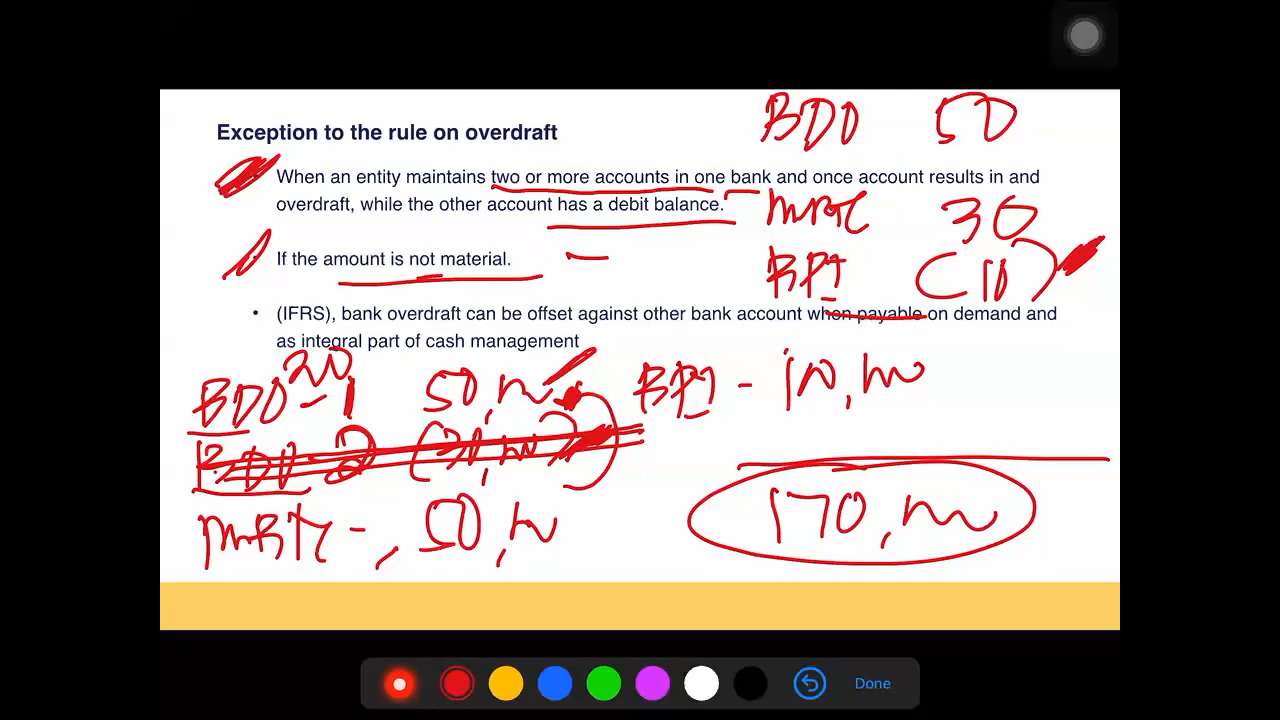 Exception to the rule on overdraft
BDO 50
When an entity maintains two or more accounts in one bank and once account results in and
overdraft, while the other account has a debit balance.
30
If the amount is not material.
BPI (10)
• (IFRS), bank overdraft can be offset against other bank account when payable on demand and
as integral part of cash management
20
BDO - 1 50,
BPI -
BDO - 2
50,
170,
Done